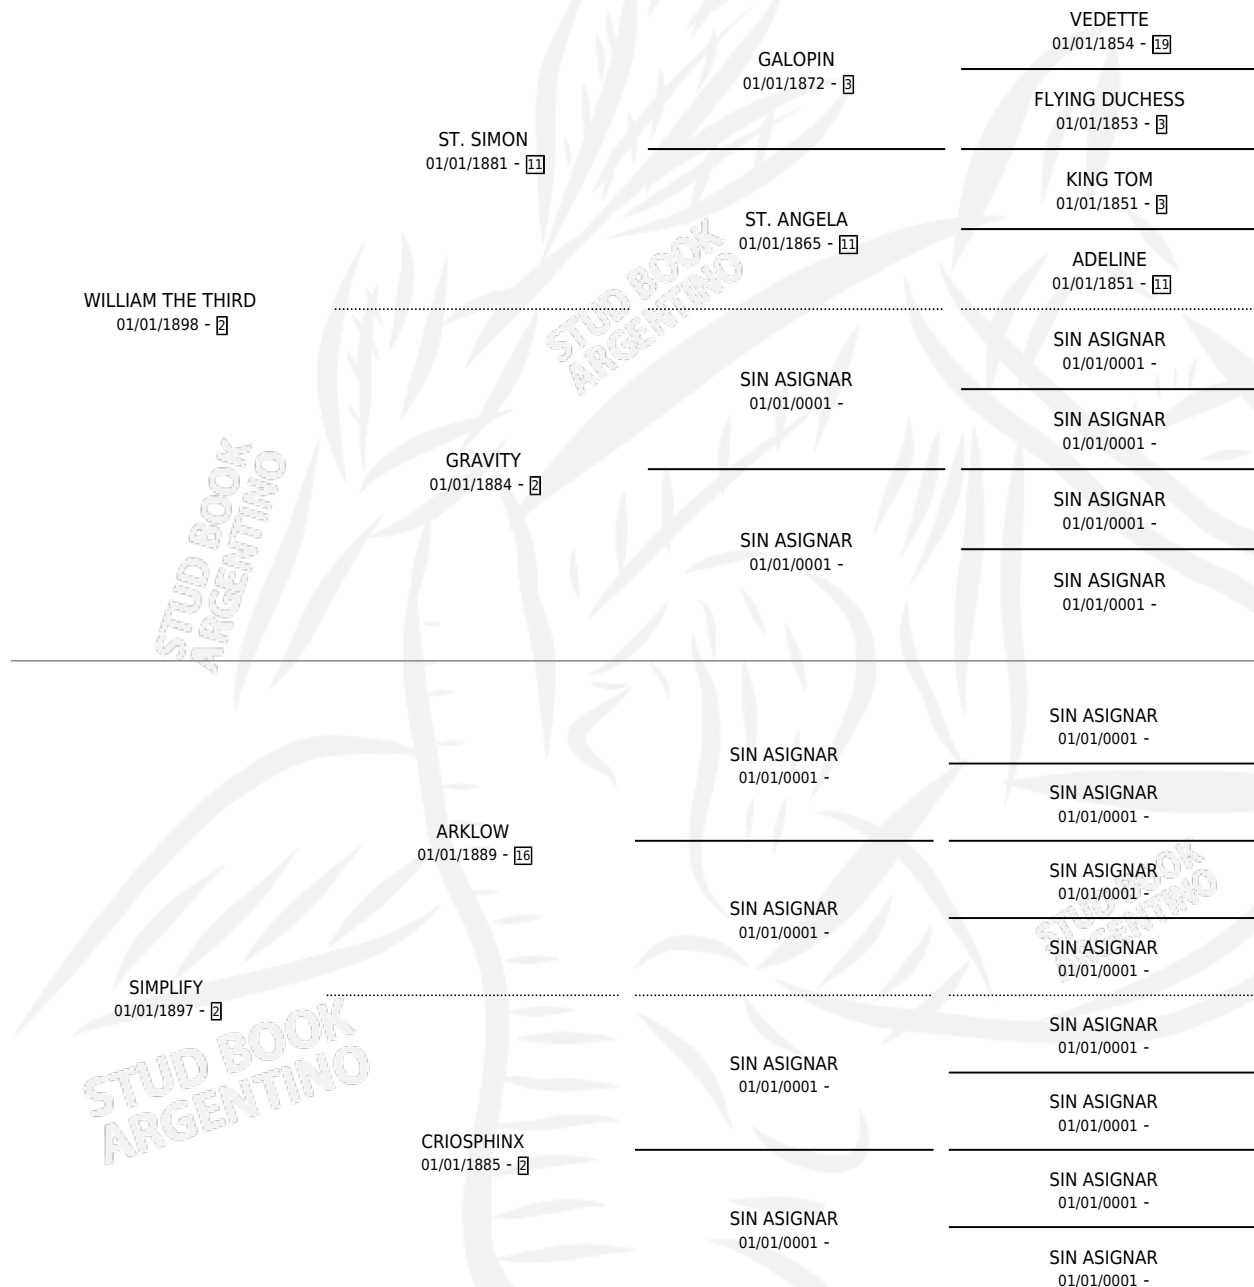 WILLIAM THE THIRD
01/01/1898 - 2
ST. SIMON
01/01/1881 - 11
GALOPIN
01/01/1872 - 3
VEDETTE
01/01/1854 - 19
FLYING DUCHESS
01/01/1853 - 3
ST. ANGELA
01/01/1865 - 11
KING TOM
01/01/1851 - 3
ADELINE
01/01/1851 - 11
GRAVITY
01/01/1884 - 2
SIN ASIGNAR
01/01/0001 -
SIN ASIGNAR
01/01/0001 -
SIN ASIGNAR
01/01/0001 -
SIN ASIGNAR
01/01/0001 -
SIN ASIGNAR
01/01/0001 -
SIN ASIGNAR
01/01/0001 -
SIMPLIFY
01/01/1897 - 2
ARKLOW
01/01/1889 - 16
SIN ASIGNAR
01/01/0001 -
SIN ASIGNAR
01/01/0001 -
SIN ASIGNAR
01/01/0001 -
SIN ASIGNAR
01/01/0001 -
SIN ASIGNAR
01/01/0001 -
SIN ASIGNAR
01/01/0001 -
CRIOSPHINX
01/01/1885 - 2
SIN ASIGNAR
01/01/0001 -
SIN ASIGNAR
01/01/0001 -
SIN ASIGNAR
01/01/0001 -
SIN ASIGNAR
01/01/0001 -
SIN ASIGNAR
01/01/0001 -
SIN ASIGNAR
01/01/0001 -
STUD BOOK
ARGENTINO
STUD BOOK
ARGENTINO
STUD BOOK
ARGENTINO
STUD BOOK
ARGENTINO